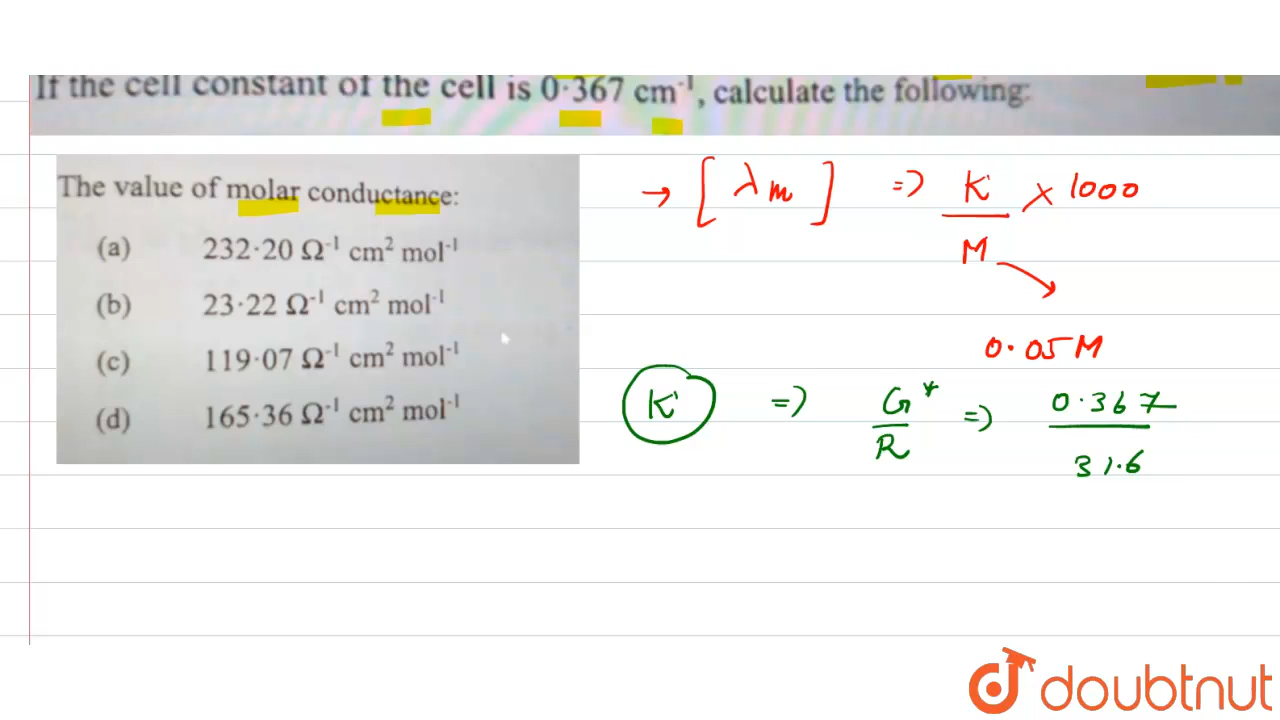 If the cell constant of the cell is 0·367 cm⁻¹, calculate the following:
The value of molar conductance:
(a) 232·20 Ω⁻¹ cm² mol⁻¹
(b) 23·22 Ω⁻¹ cm² mol⁻¹
(c) 119·07 Ω⁻¹ cm² mol⁻¹
(d) 165·36 Ω⁻¹ cm² mol⁻¹
→ [λm] ⇒ K/M × 1000
0.05M
K ⇒ G*/R ⇒ 0.367/31.6
doubtnut